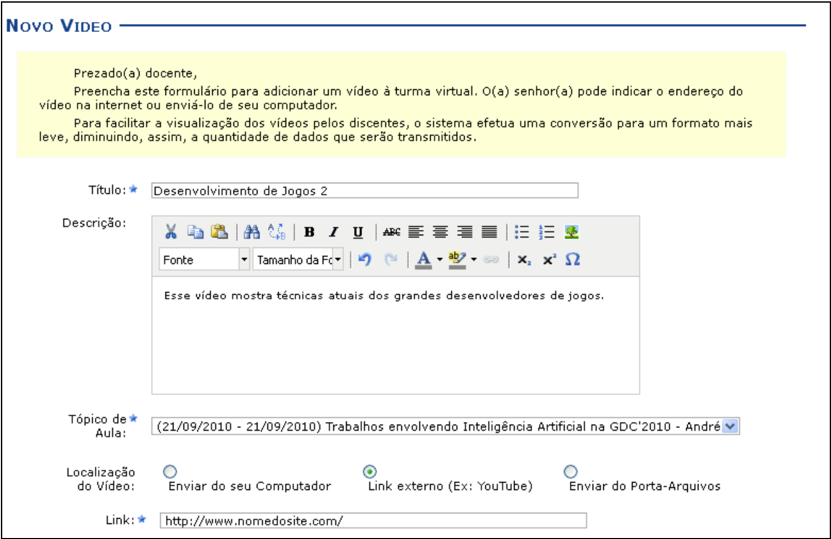 NOVO VIDEO
Prezado(a) docente,
Preencha este formulário para adicionar um vídeo à turma virtual. O(a) senhor(a) pode indicar o endereço do
vídeo na internet ou enviá-lo de seu computador.
Para facilitar a visualização dos vídeos pelos discentes, o sistema efetua uma conversão para um formato mais
leve, diminuindo, assim, a quantidade de dados que serão transmitidos.
Título: Desenvolvimento de Jogos 2
Descrição:
B I U ABC
Fonte Tamanho da Fo A ab x₂ x² Ω
Esse vídeo mostra técnicas atuais dos grandes desenvolvedores de jogos.
Tópico de
Aula: (21/09/2010 - 21/09/2010) Trabalhos envolvendo Inteligência Artificial na GDC'2010 - André
Localização
do Vídeo: Enviar do seu Computador Link externo (Ex: YouTube) Enviar do Porta-Arquivos
Link: http://www.nomedosite.com/